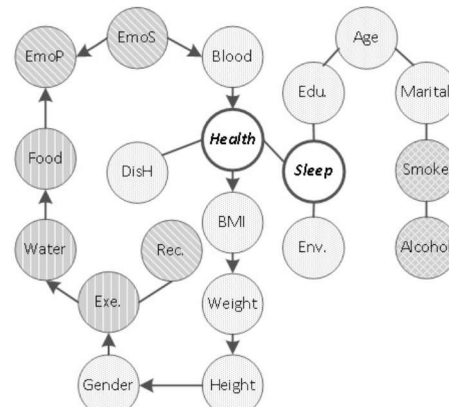 EmoP
EmoS
Blood
Age
Edu.
Marital
Health
Sleep
Food
DisH
Smoke
Water
Rec.
BMI
Env.
Alcohol
Exe.
Weight
Gender
Height